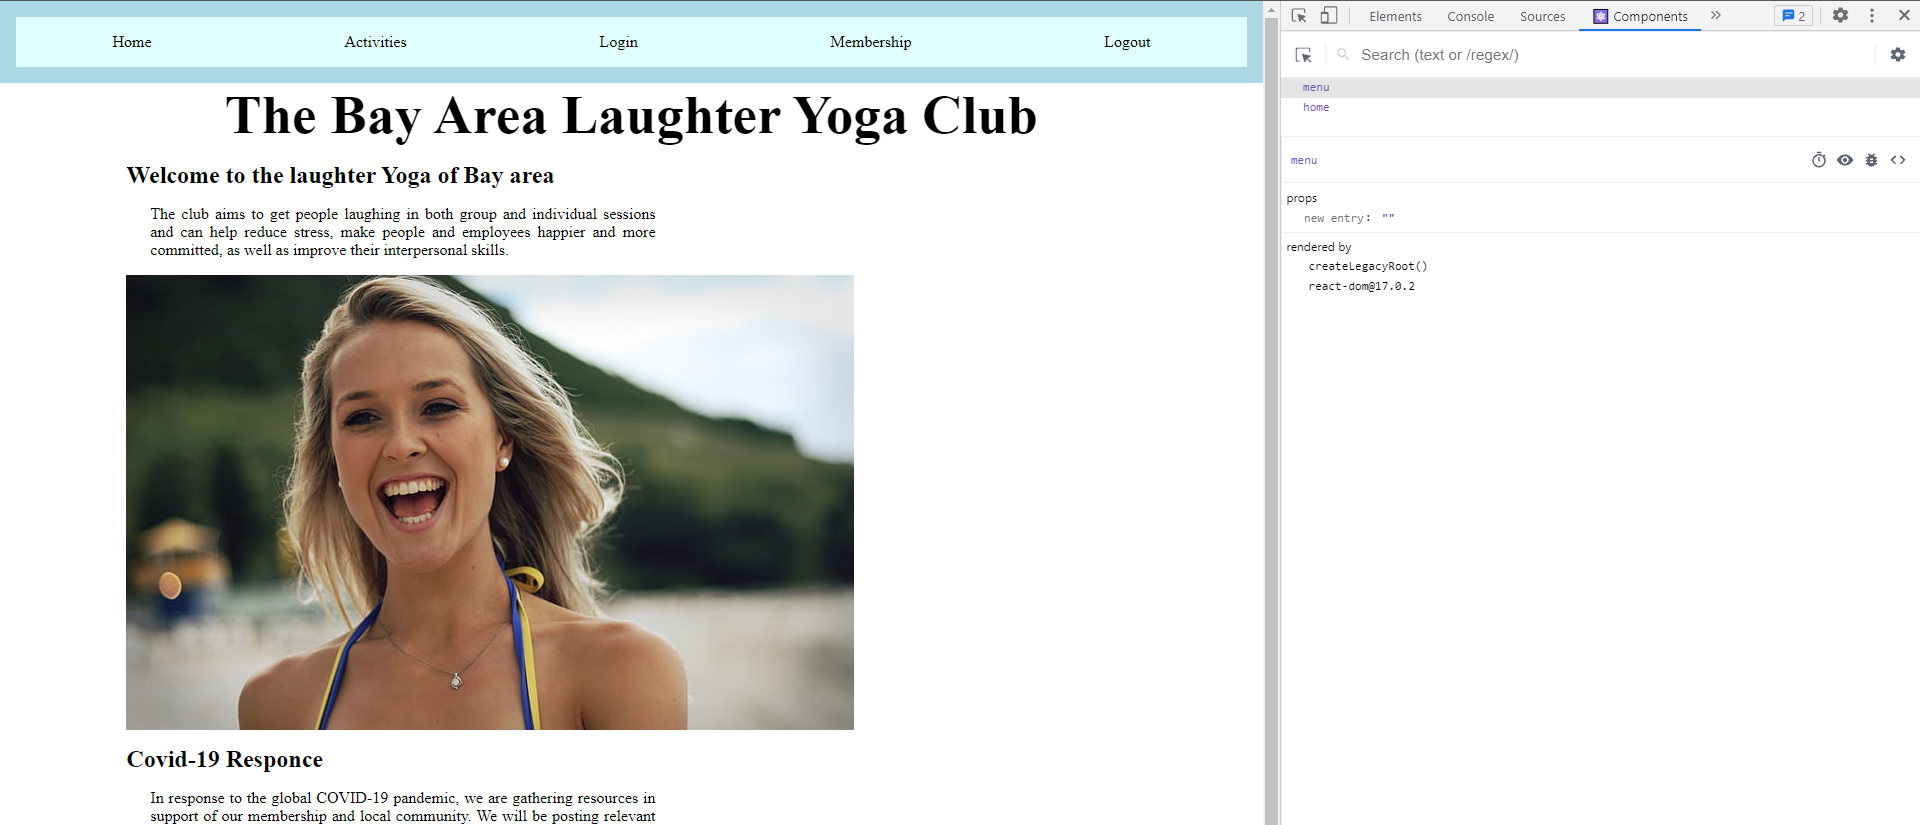 Home Activities Login Membership Logout
The Bay Area Laughter Yoga Club
Welcome to the laughter Yoga of Bay area
The club aims to get people laughing in both group and individual sessions
and can help reduce stress, make people and employees happier and more
committed, as well as improve their interpersonal skills.
Covid-19 Responce
In response to the global COVID-19 pandemic, we are gathering resources in
support of our membership and local community. We will be posting relevant
Elements Console Sources Components 2
Search (text or /regex/)
menu
home
menu
props
new entry: ""
rendered by
createLegacyRoot()
react-dom@17.0.2